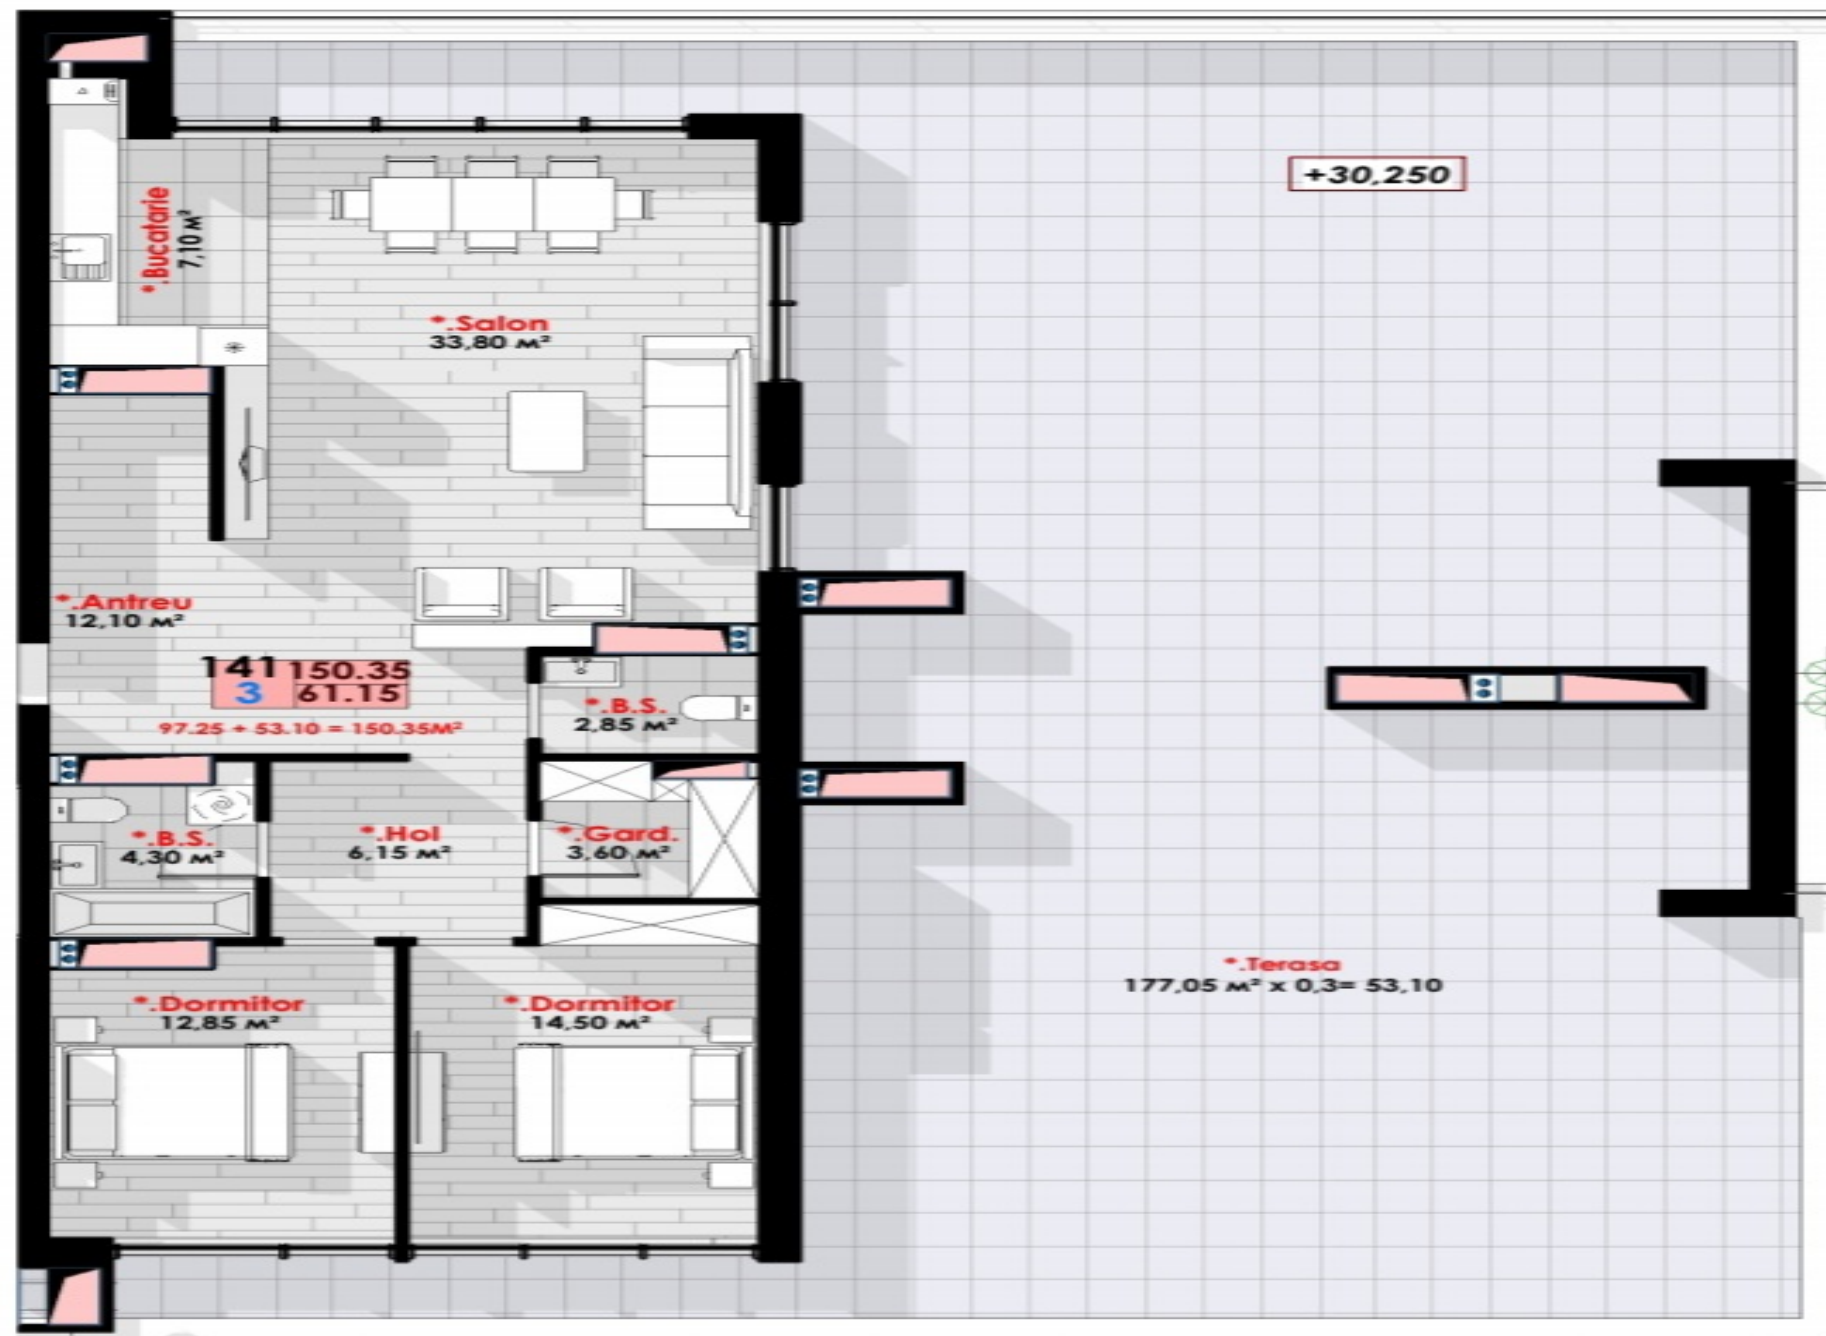 +30,250
*.Bucatarie
7,10 м²
*.Salon
33,80 м²
*.Antreu
12,10 м²
141 150.35
3 61.15
97.25 + 53.10 = 150.35м²
*.B.S.
2,85 м²
*.B.S.
4,30 м²
*.Hol
6,15 м²
*.Gard.
3,60 м²
*.Terasa
177,05 м² x 0,3= 53,10
*.Dormitor
12,85 м²
*.Dormitor
14,50 м²